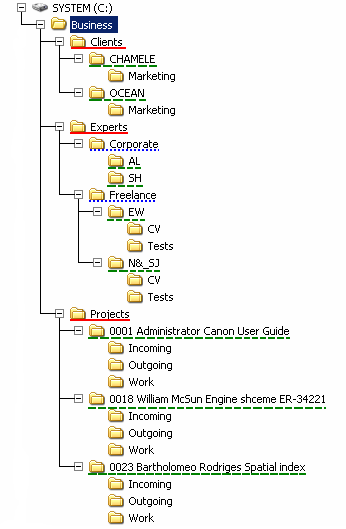 SYSTEM (C:)
Business
Clients
CHAMELE
Marketing
OCEAN
Marketing
Experts
Corporate
AL
SH
Freelance
EW
CV
Tests
N&_SJ
CV
Tests
Projects
0001 Administrator Canon User Guide
Incoming
Outgoing
Work
0018 William McSun Engine shceme ER-34221
Incoming
Outgoing
Work
0023 Bartholomeo Rodriges Spatial index
Incoming
Outgoing
Work